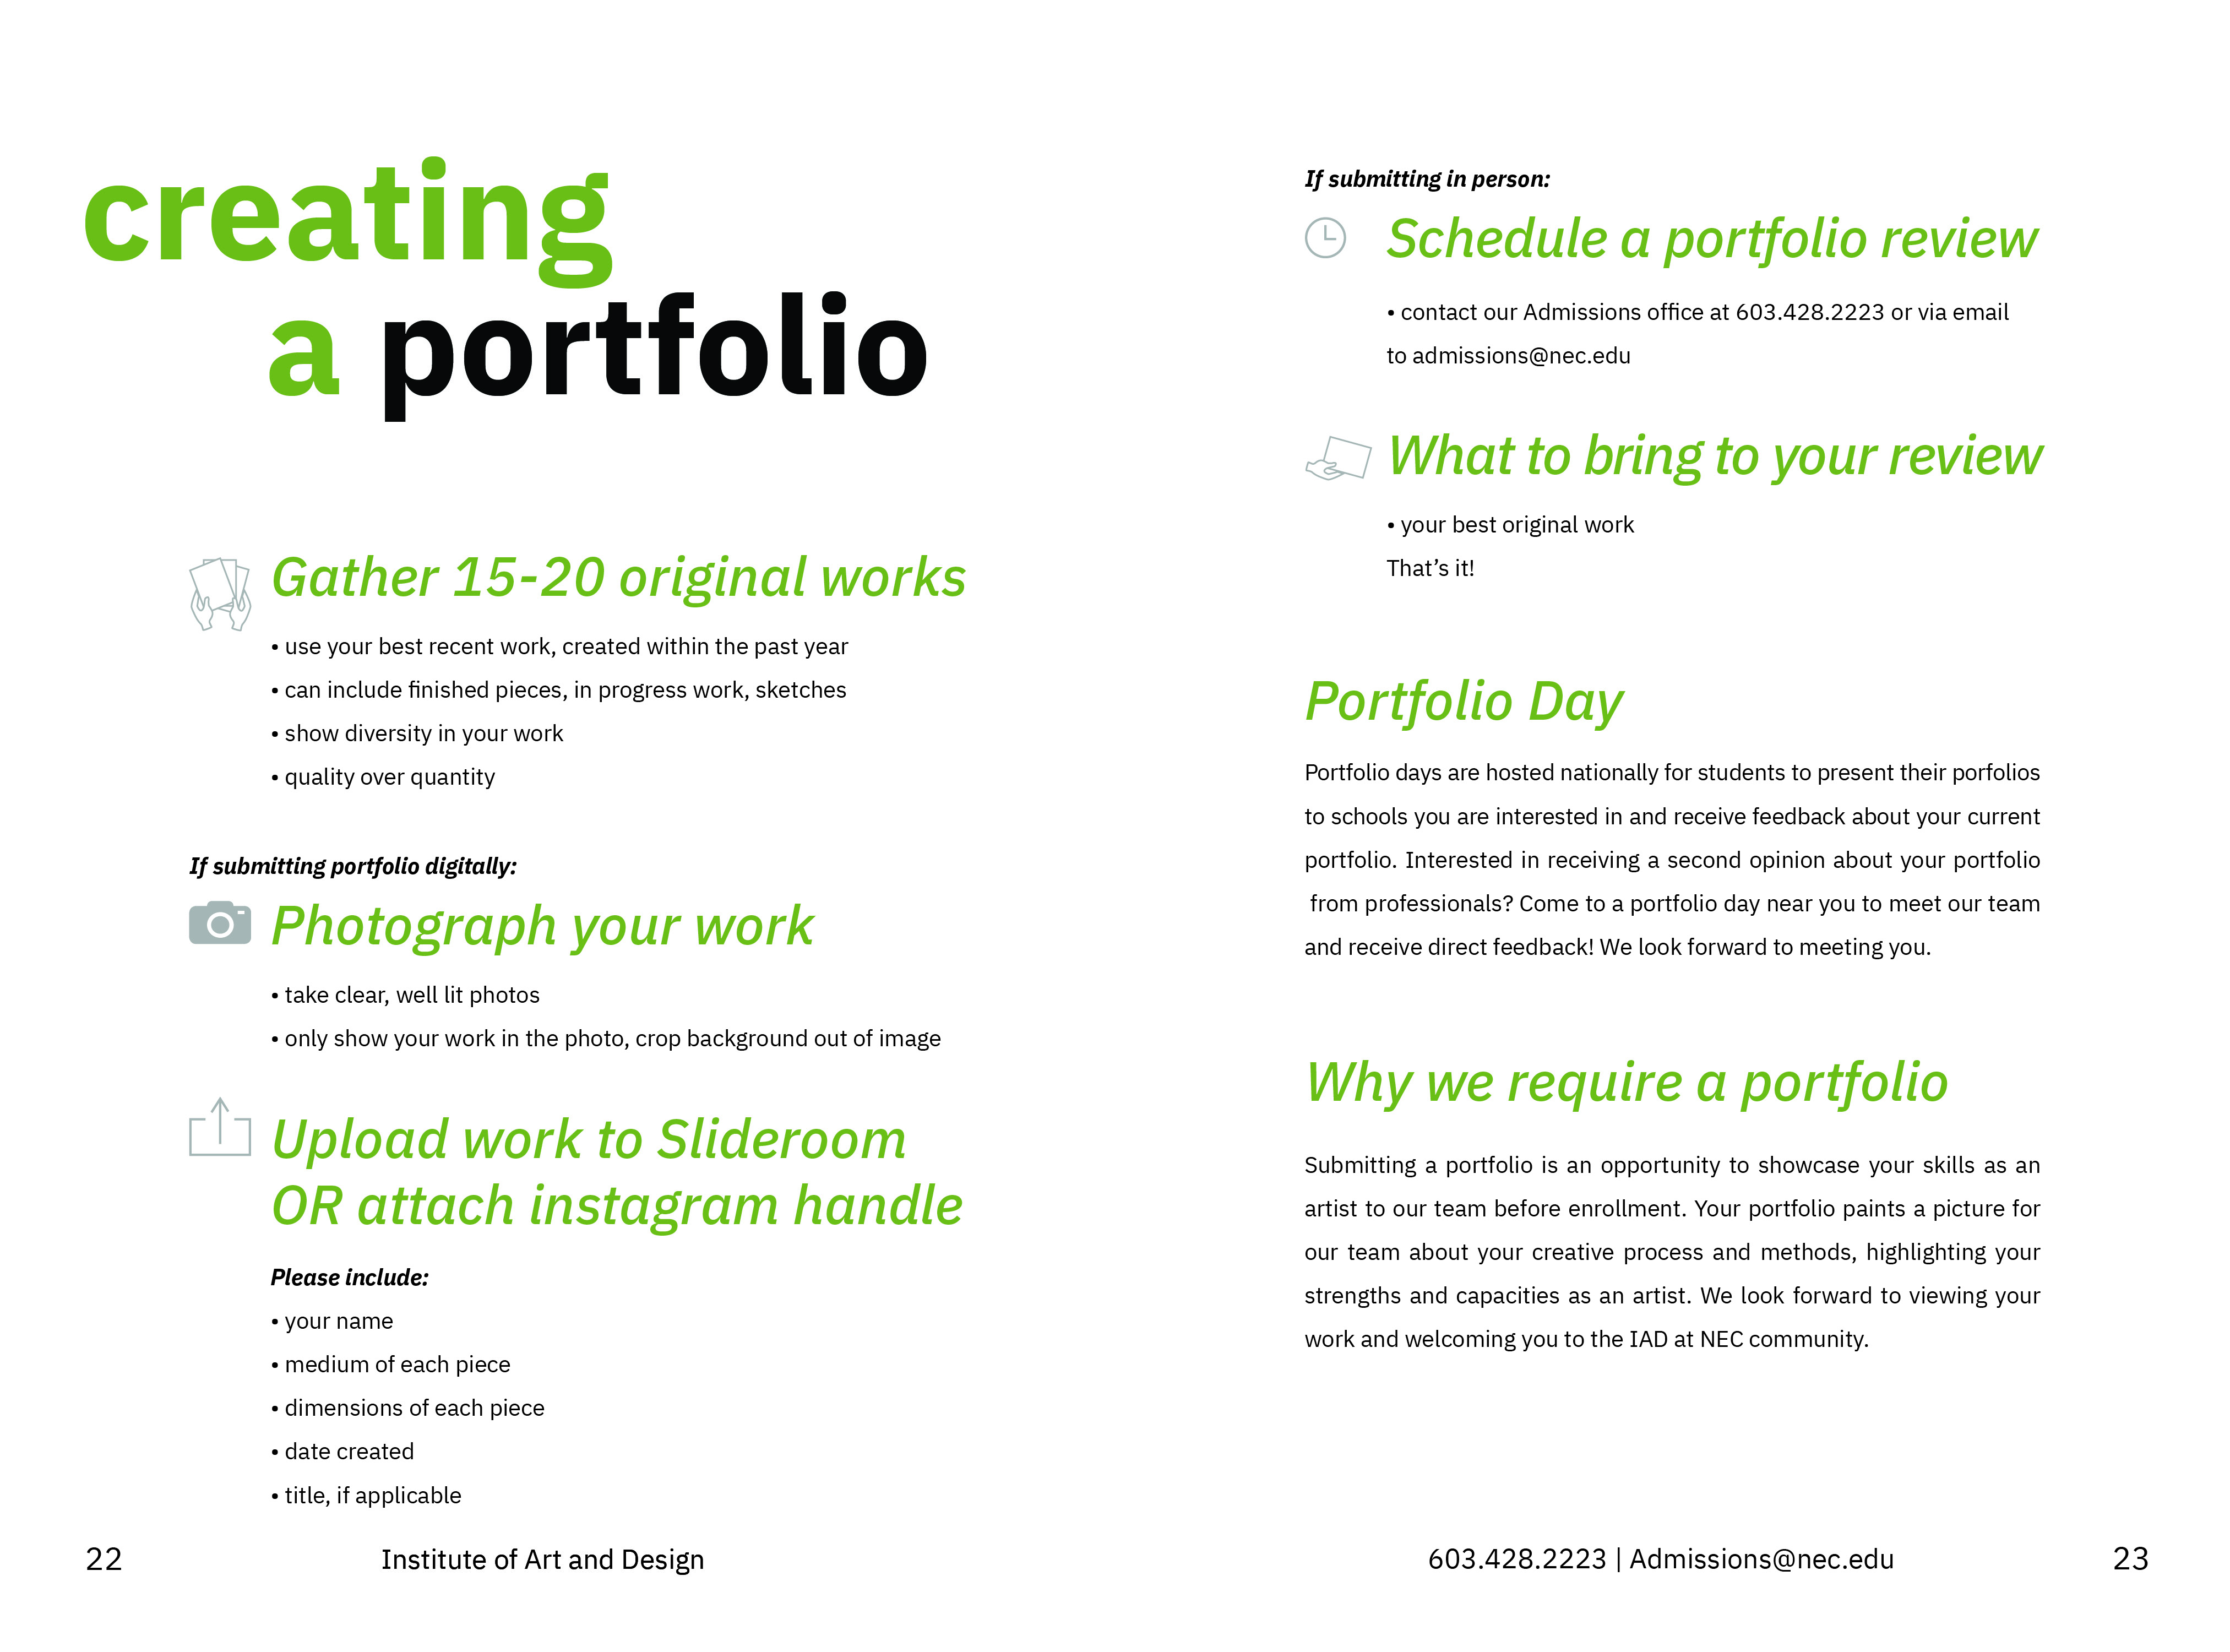 creating
a portfolio
Gather 15-20 original works
• use your best recent work, created within the past year
• can include finished pieces, in progress work, sketches
• show diversity in your work
• quality over quantity
If submitting portfolio digitally:
Photograph your work
• take clear, well lit photos
• only show your work in the photo, crop background out of image
Upload work to Slideroom
OR attach instagram handle
Please include:
• your name
• medium of each piece
• dimensions of each piece
• date created
• title, if applicable
22
Institute of Art and Design
If submitting in person:
Schedule a portfolio review
• contact our Admissions office at 603.428.2223 or via email
to admissions@nec.edu
What to bring to your review
• your best original work
That’s it!
Portfolio Day
Portfolio days are hosted nationally for students to present their porfolios
to schools you are interested in and receive feedback about your current
portfolio. Interested in receiving a second opinion about your portfolio
from professionals? Come to a portfolio day near you to meet our team
and receive direct feedback! We look forward to meeting you.
Why we require a portfolio
Submitting a portfolio is an opportunity to showcase your skills as an
artist to our team before enrollment. Your portfolio paints a picture for
our team about your creative process and methods, highlighting your
strengths and capacities as an artist. We look forward to viewing your
work and welcoming you to the IAD at NEC community.
603.428.2223 | Admissions@nec.edu
23